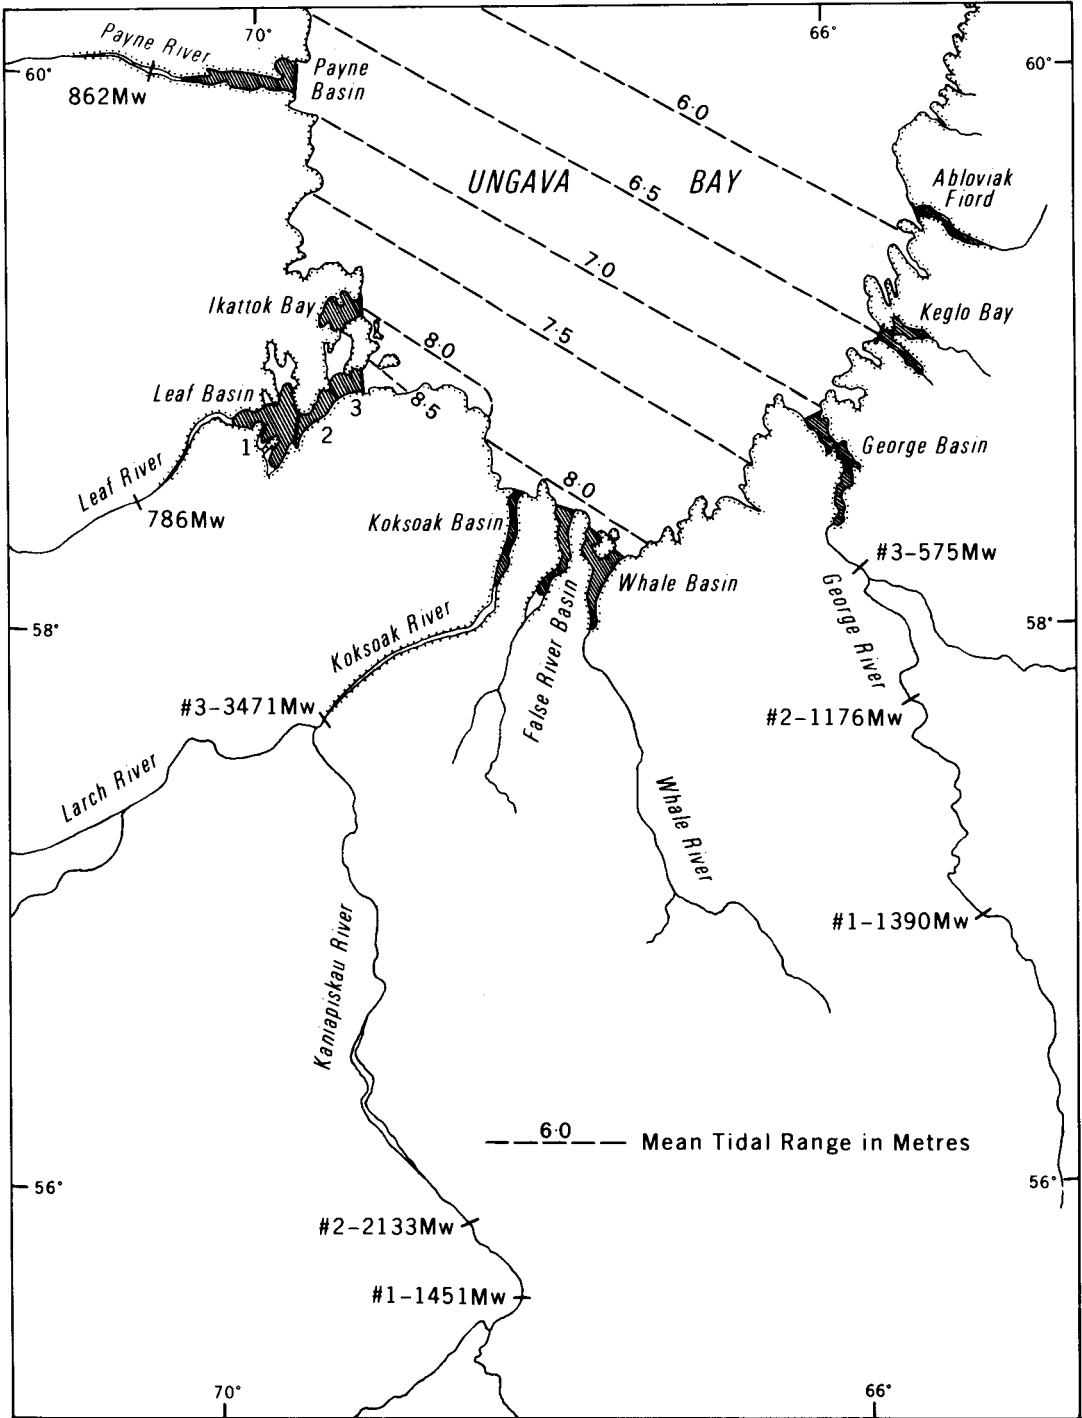 70°
66°
Payne River
60°
60°
Payne
Basin
862Mw
6·0
UNGAVA BAY
6·5
Abloviak
Fiord
7·0
Ikattok Bay
Keglo Bay
8·0
7·5
Leaf Basin
8·5
3
2
1
George Basin
Leaf River
8·0
786Mw
Koksoak Basin
#3-575Mw
Whale Basin
58°
58°
Koksoak River
False River Basin
George River
#3-3471Mw
#2-1176Mw
Larch River
Whale River
#1-1390Mw
Kaniapiskau River
6·0
Mean Tidal Range in Metres
56°
56°
#2-2133Mw
#1-1451Mw
70°
66°